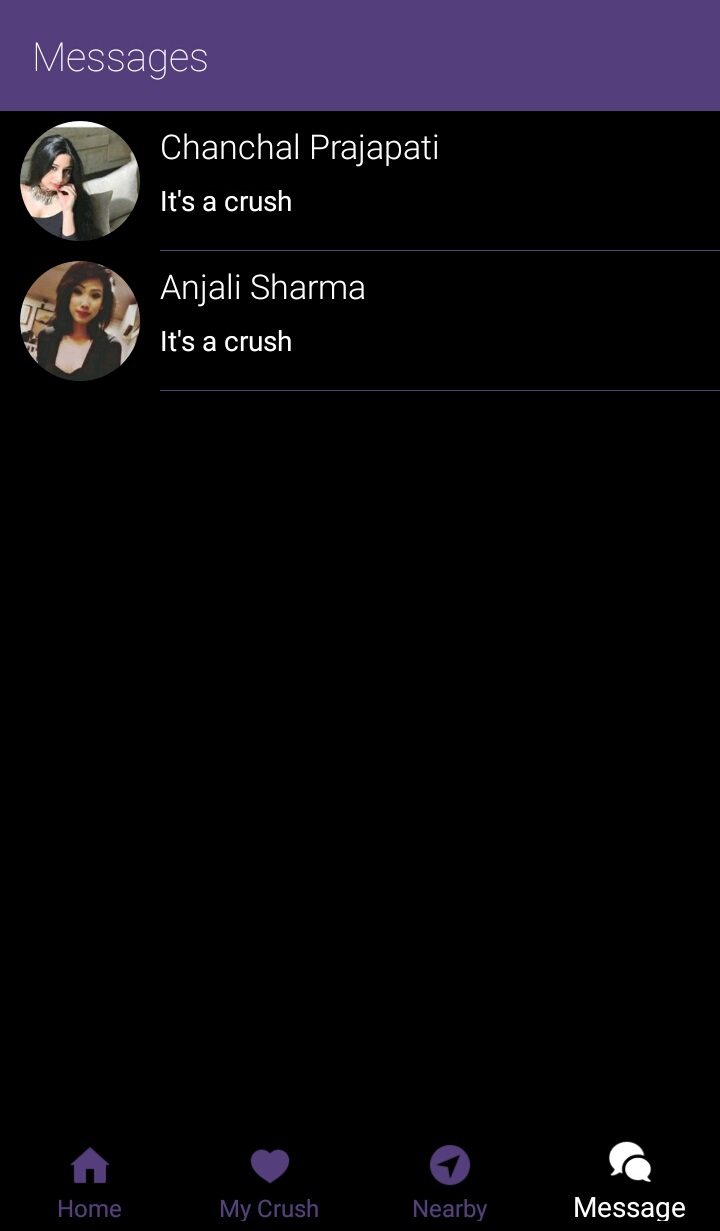 Messages
Chanchal Prajapati
It's a crush
Anjali Sharma
It's a crush
Home
My Crush
Nearby
Message